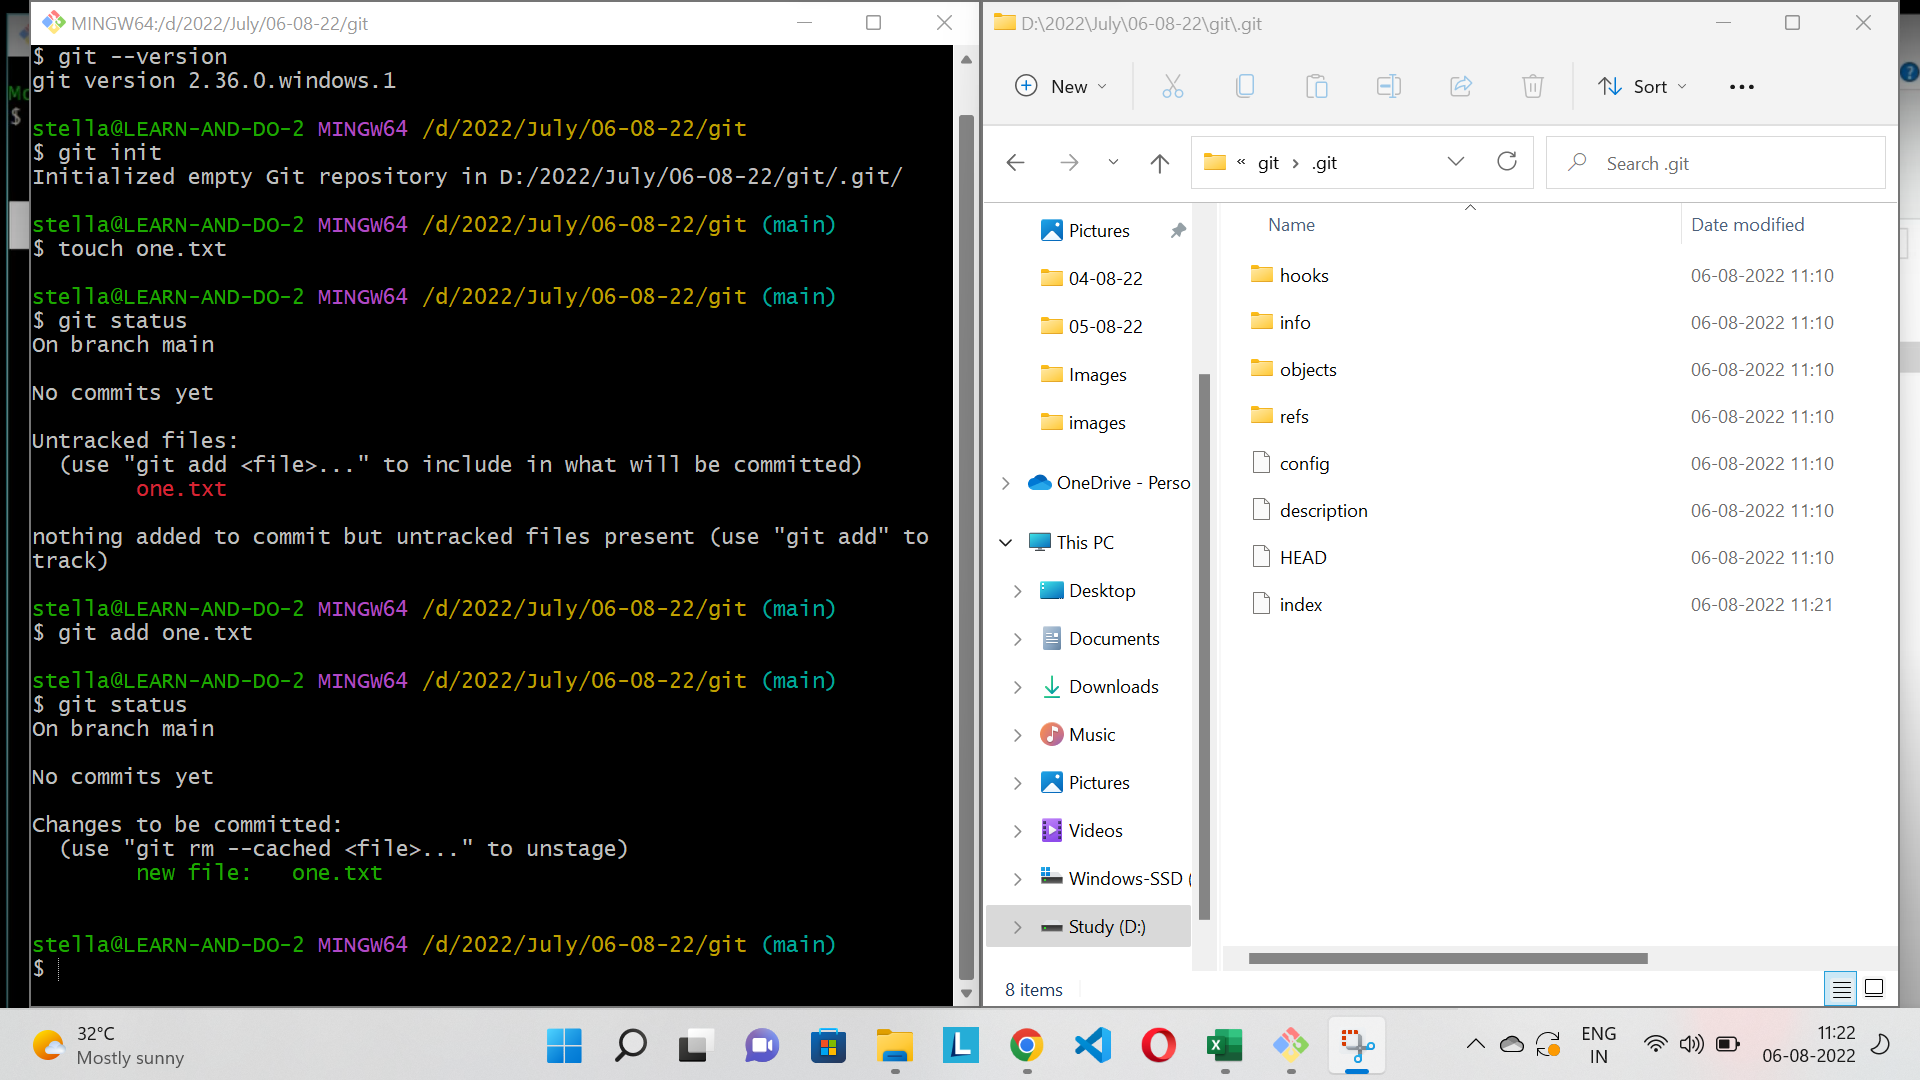 MINGW64:/d/2022/July/06-08-22/git
$ git --version
git version 2.36.0.windows.1
stella@LEARN-AND-DO-2 MINGW64 /d/2022/July/06-08-22/git
$ git init
Initialized empty Git repository in D:/2022/July/06-08-22/git/.git/
stella@LEARN-AND-DO-2 MINGW64 /d/2022/July/06-08-22/git (main)
$ touch one.txt
stella@LEARN-AND-DO-2 MINGW64 /d/2022/July/06-08-22/git (main)
$ git status
On branch main
No commits yet
Untracked files:
  (use "git add <file>..." to include in what will be committed)
        one.txt
nothing added to commit but untracked files present (use "git add" to
track)
stella@LEARN-AND-DO-2 MINGW64 /d/2022/July/06-08-22/git (main)
$ git add one.txt
stella@LEARN-AND-DO-2 MINGW64 /d/2022/July/06-08-22/git (main)
$ git status
On branch main
No commits yet
Changes to be committed:
  (use "git rm --cached <file>..." to unstage)
        new file:   one.txt
stella@LEARN-AND-DO-2 MINGW64 /d/2022/July/06-08-22/git (main)
$
D:\2022\July\06-08-22\git\.git
New
Sort
« git › .git
Search .git
Pictures
04-08-22
05-08-22
Images
images
OneDrive - Perso
This PC
Desktop
Documents
Downloads
Music
Pictures
Videos
Windows-SSD (
Study (D:)
Name Date modified
hooks 06-08-2022 11:10
info 06-08-2022 11:10
objects 06-08-2022 11:10
refs 06-08-2022 11:10
config 06-08-2022 11:10
description 06-08-2022 11:10
HEAD 06-08-2022 11:10
index 06-08-2022 11:21
8 items
32°C
Mostly sunny
ENG
IN
11:22
06-08-2022